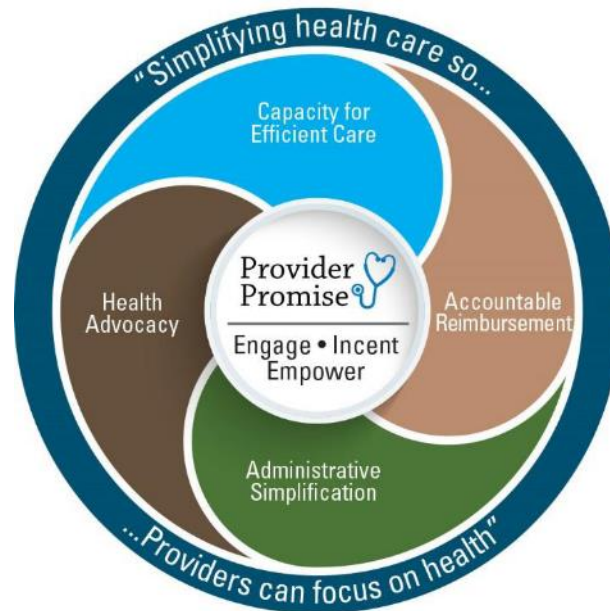 “Simplifying health care so...
Capacity for
Efficient Care
Accountable
Reimbursement
Provider
Promise
Engage • Incent
Empower
Health
Advocacy
Administrative
Simplification
...Providers can focus on health”